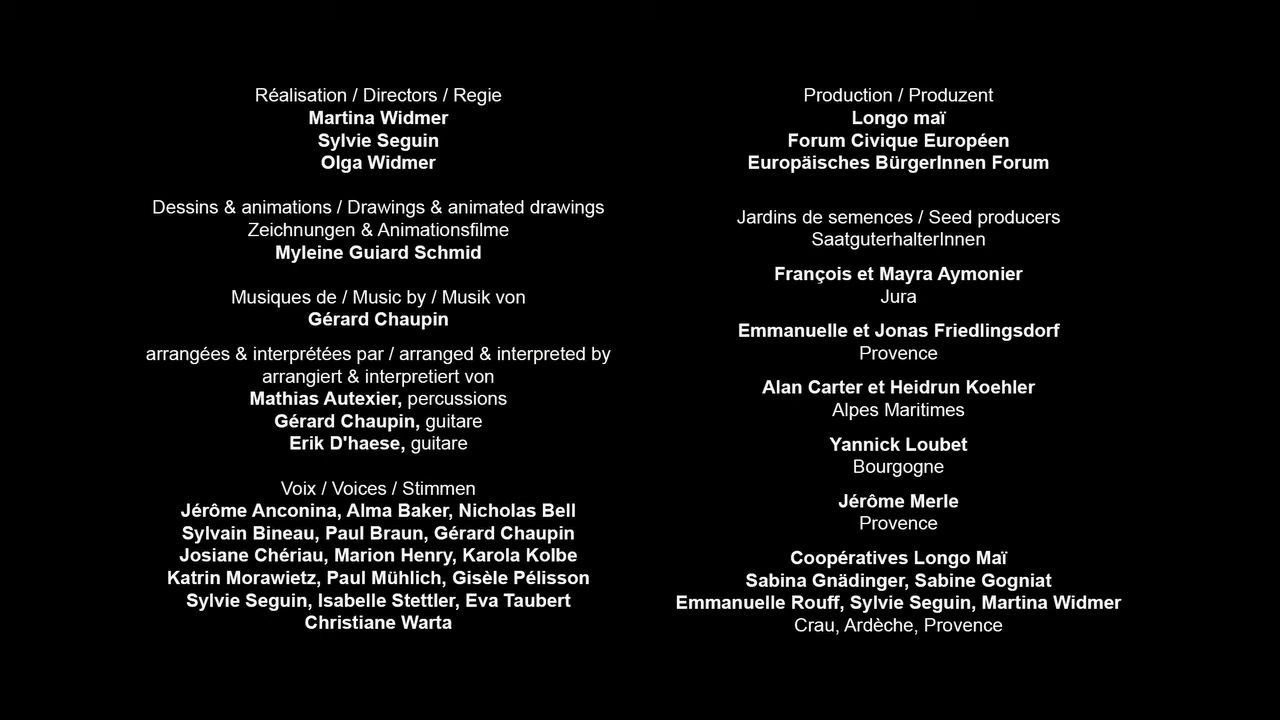 Réalisation / Directors / Regie
Martina Widmer
Sylvie Seguin
Olga Widmer
Dessins & animations / Drawings & animated drawings
Zeichnungen & Animationsfilme
Myleine Guiard Schmid
Musiques de / Music by / Musik von
Gérard Chaupin
arrangées & interprétées par / arranged & interpreted by
arrangiert & interpretiert von
Mathias Autexier, percussions
Gérard Chaupin, guitare
Erik D'haese, guitare
Voix / Voices / Stimmen
Jérôme Anconina, Alma Baker, Nicholas Bell
Sylvain Bineau, Paul Braun, Gérard Chaupin
Josiane Chériau, Marion Henry, Karola Kolbe
Katrin Morawietz, Paul Mühlich, Gisèle Pélisson
Sylvie Seguin, Isabelle Stettler, Eva Taubert
Christiane Warta
Production / Produzent
Longo maï
Forum Civique Européen
Europäisches BürgerInnen Forum
Jardins de semences / Seed producers
SaatguterhalterInnen
François et Mayra Aymonier
Jura
Emmanuelle et Jonas Friedlingsdorf
Provence
Alan Carter et Heidrun Koehler
Alpes Maritimes
Yannick Loubet
Bourgogne
Jérôme Merle
Provence
Coopératives Longo Maï
Sabina Gnädinger, Sabine Gogniat
Emmanuelle Rouff, Sylvie Seguin, Martina Widmer
Crau, Ardèche, Provence